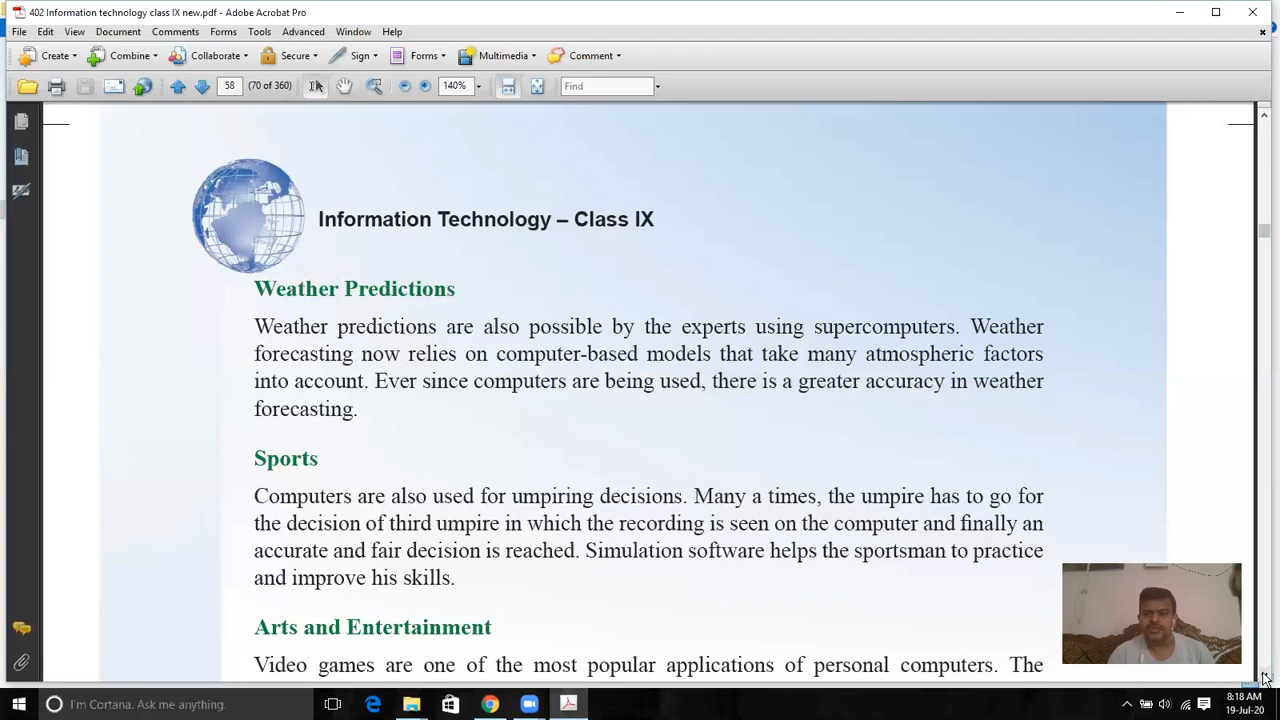 402 Information technology class IX new.pdf - Adobe Acrobat Pro
File Edit View Document Comments Forms Tools Advanced Window Help
Create Combine Collaborate Secure Sign Forms Multimedia Comment
58 (70 of 360) 140% Find
Information Technology – Class IX
Weather Predictions
Weather predictions are also possible by the experts using supercomputers. Weather
forecasting now relies on computer-based models that take many atmospheric factors
into account. Ever since computers are being used, there is a greater accuracy in weather
forecasting.
Sports
Computers are also used for umpiring decisions. Many a times, the umpire has to go for
the decision of third umpire in which the recording is seen on the computer and finally an
accurate and fair decision is reached. Simulation software helps the sportsman to practice
and improve his skills.
Arts and Entertainment
Video games are one of the most popular applications of personal computers. The
I'm Cortana. Ask me anything.
8:18 AM
19-Jul-20